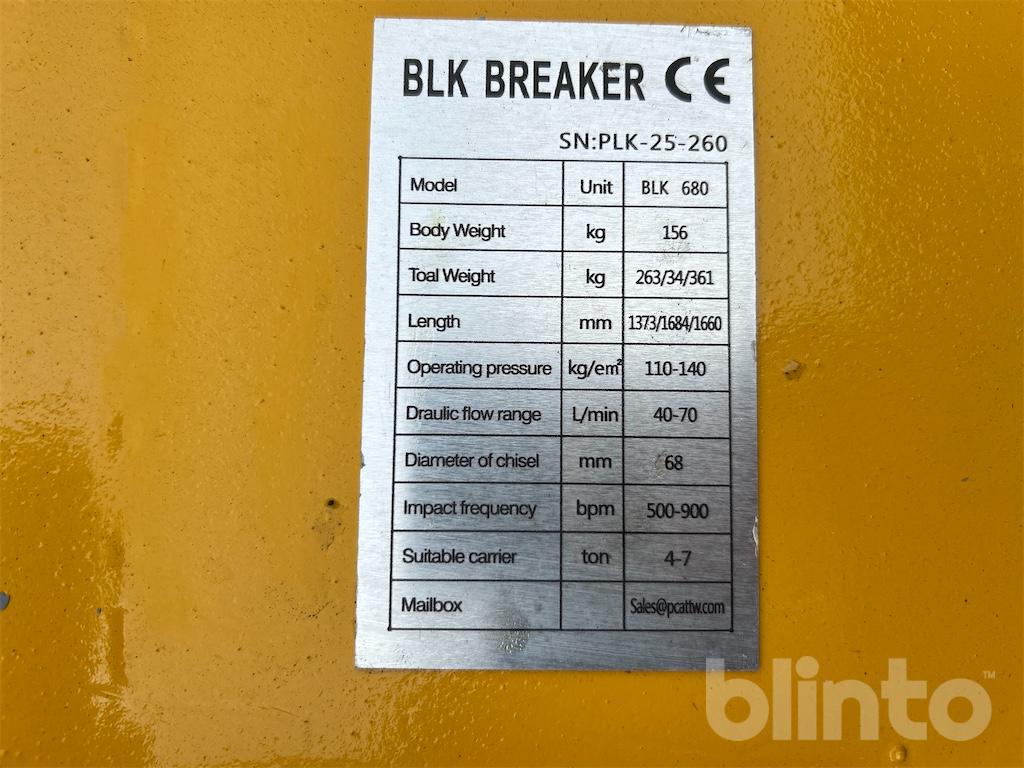 BLK BREAKER CE
SN:PLK-25-260
Model Unit BLK 680
Body Weight kg 156
Toal Weight kg 263/34/361
Length mm 1373/1684/1660
Operating pressure kg/em² 110-140
Draulic flow range L/min 40-70
Diameter of chisel mm 68
Impact frequency bpm 500-900
Suitable carrier ton 4-7
Mailbox Sales@pcattw.com
blinto™